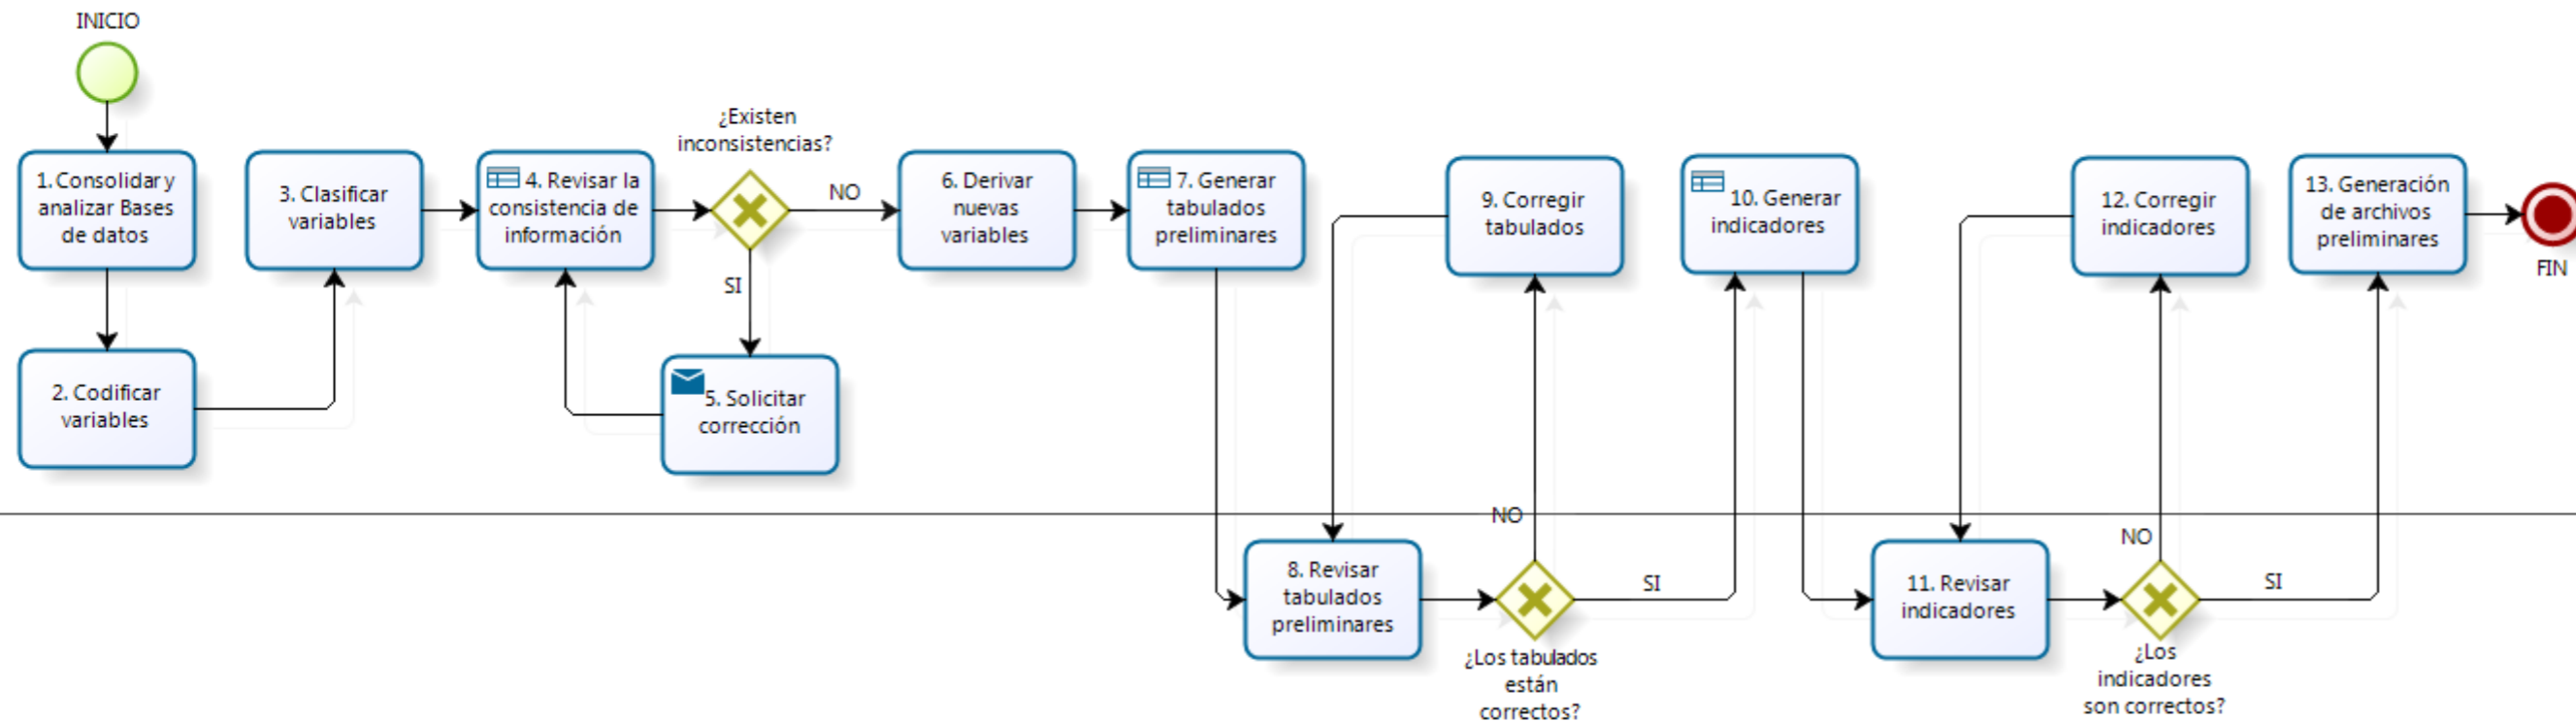 INICIO
1. Consolidar y
analizar Bases
de datos
2. Codificar
variables
3. Clasificar
variables
4. Revisar la
consistencia de
información
¿Existen
inconsistencias?
NO
SI
5. Solicitar
corrección
6. Derivar
nuevas
variables
7. Generar
tabulados
preliminares
8. Revisar
tabulados
preliminares
¿Los tabulados
están
correctos?
NO
SI
9. Corregir
tabulados
10. Generar
indicadores
11. Revisar
indicadores
¿Los
indicadores
son correctos?
NO
SI
12. Corregir
indicadores
13. Generación
de archivos
preliminares
FIN